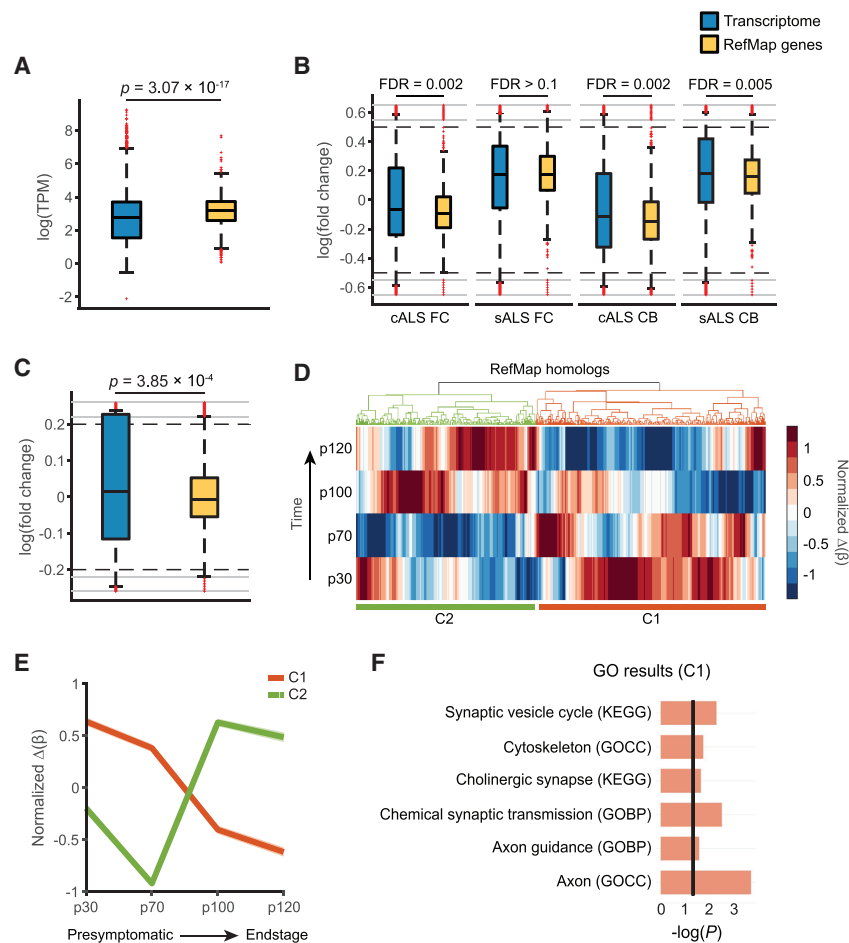 Transcriptome
RefMap genes
A
p = 3.07 × 10-17
log(TPM)
8
6
4
2
0
-2
B
FDR = 0.002
FDR > 0.1
FDR = 0.002
FDR = 0.005
log(fold change)
0.6
0.4
0.2
0
-0.2
-0.4
-0.6
cALS FC
sALS FC
cALS CB
sALS CB
C
p = 3.85 × 10-4
log(fold change)
0.2
0.1
0
-0.1
-0.2
D
RefMap homologs
Time
p120
p100
p70
p30
C2
C1
1
0.5
0
-0.5
-1
Normalized Δ(β)
E
C1
C2
Normalized Δ(β)
1
0.5
0
-0.5
-1
p30
p70
p100
p120
Presymptomatic
Endstage
F
GO results (C1)
Synaptic vesicle cycle (KEGG)
Cytoskeleton (GOCC)
Cholinergic synapse (KEGG)
Chemical synaptic transmission (GOBP)
Axon guidance (GOBP)
Axon (GOCC)
0 1 2 3
-log(P)